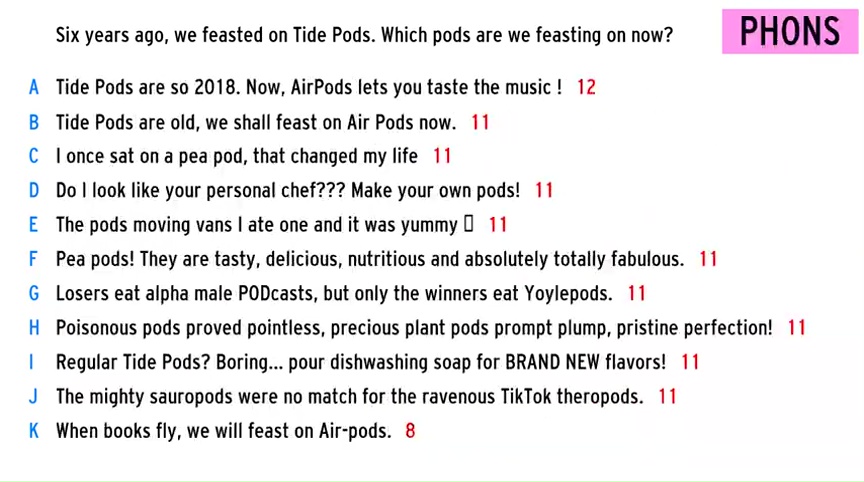 Six years ago, we feasted on Tide Pods. Which pods are we feasting on now?
PHONS
A Tide Pods are so 2018. Now, AirPods lets you taste the music ! 12
B Tide Pods are old, we shall feast on Air Pods now. 11
C I once sat on a pea pod, that changed my life 11
D Do I look like your personal chef??? Make your own pods! 11
E The pods moving vans I ate one and it was yummy ▯ 11
F Pea pods! They are tasty, delicious, nutritious and absolutely totally fabulous. 11
G Losers eat alpha male PODcasts, but only the winners eat Yoylepods. 11
H Poisonous pods proved pointless, precious plant pods prompt plump, pristine perfection! 11
I Regular Tide Pods? Boring... pour dishwashing soap for BRAND NEW flavors! 11
J The mighty sauropods were no match for the ravenous TikTok theropods. 11
K When books fly, we will feast on Air-pods. 8